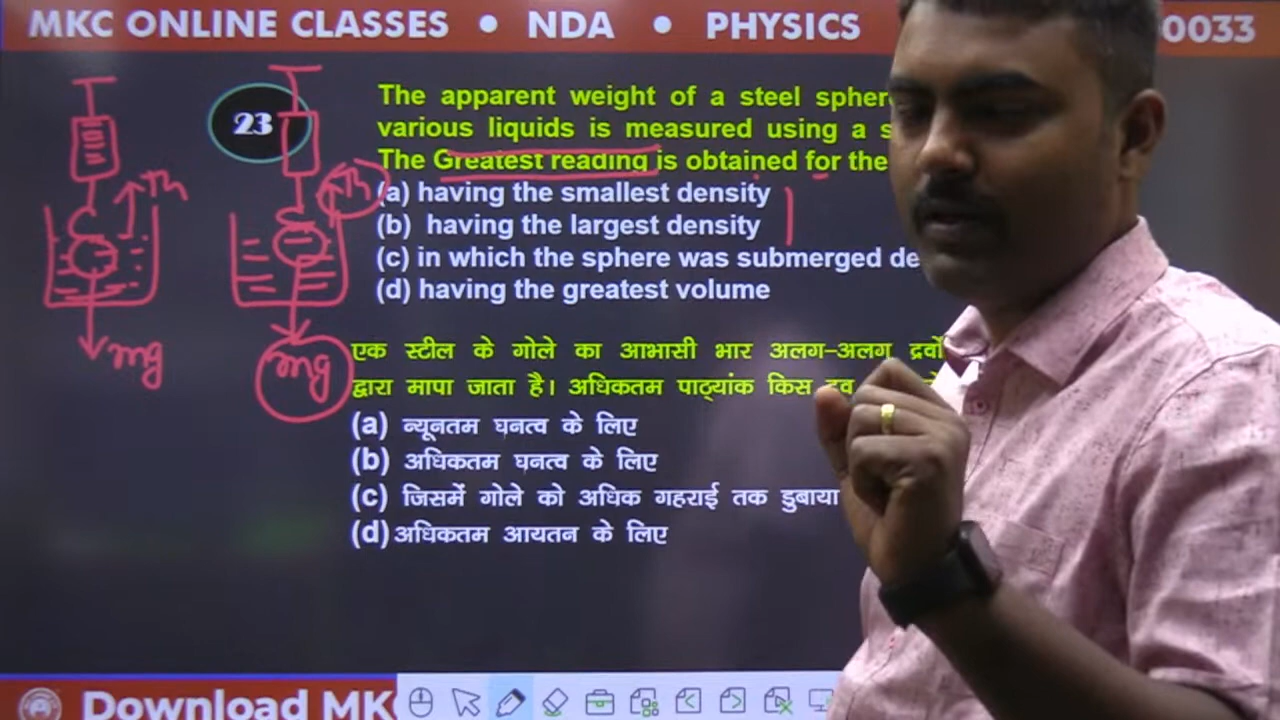 MKC ONLINE CLASSES • NDA • PHYSICS 0033
23
The apparent weight of a steel spher
various liquids is measured using a s
The Greatest reading is obtained for the
(a) having the smallest density
(b) having the largest density
(c) in which the sphere was submerged de
(d) having the greatest volume
Th
Th
mg
mg
एक स्टील के गोले का आभासी भार अलग-अलग द्रवों
द्वारा मापा जाता है। अधिकतम पाठ्यांक किस
(a) न्यूनतम घनत्व के लिए
(b) अधिकतम घनत्व के लिए
(c) जिसमें गोले को अधिक गहराई तक डुबाया
(d) अधिकतम आयतन के लिए
Download MK